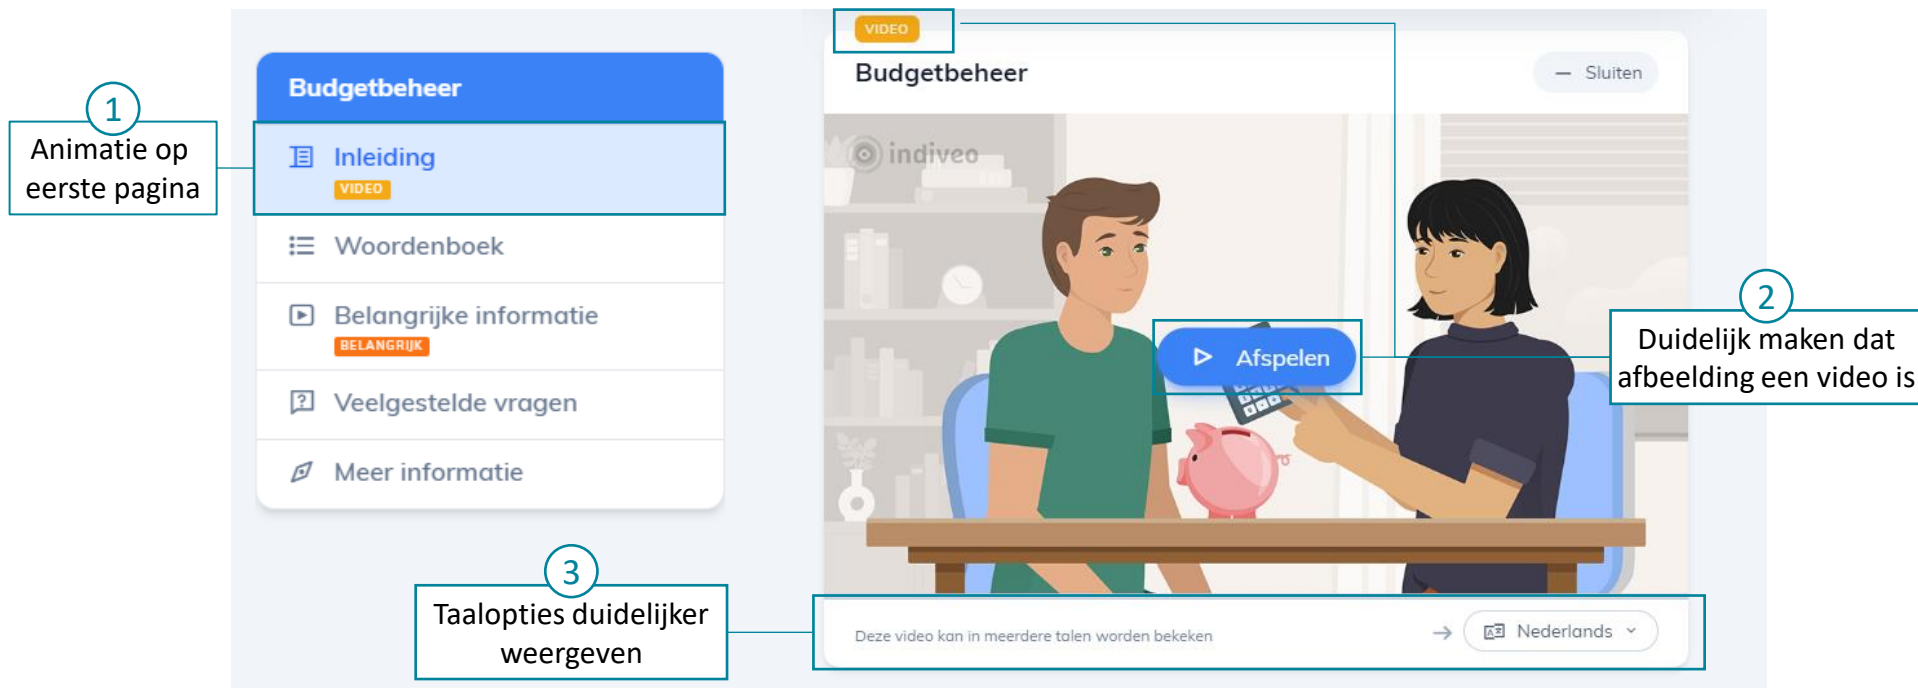 1
Animatie op
eerste pagina
Budgetbeheer
Inleiding
VIDEO
Woordenboek
Belangrijke informatie
BELANGRIJK
Veelgestelde vragen
Meer informatie
VIDEO
Budgetbeheer
Sluiten
indiveo
Afspelen
2
Duidelijk maken dat
afbeelding een video is
3
Taalopties duidelijker
weergeven
Deze video kan in meerdere talen worden bekeken
Nederlands